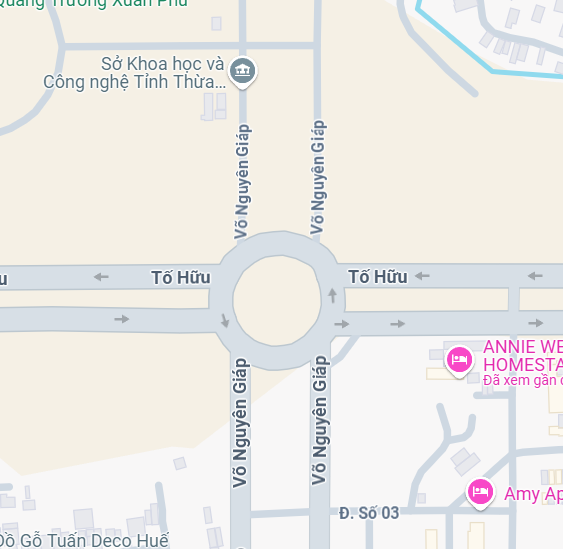 Quảng Trường Xuân Phú
Sở Khoa học và
Công nghệ Tỉnh Thừa...
Võ Nguyên Giáp
Võ Nguyên Giáp
Tố Hữu
Tố Hữu
ANNIE WE
HOMESTA
Đã xem gần
Võ Nguyên Giáp
Võ Nguyên Giáp
Amy Ap
Đ. Số 03
Đồ Gỗ Tuấn Deco Huế